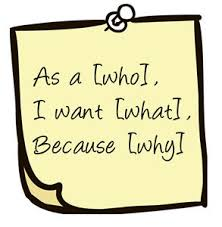 As a [who],
I want [what],
Because [why]